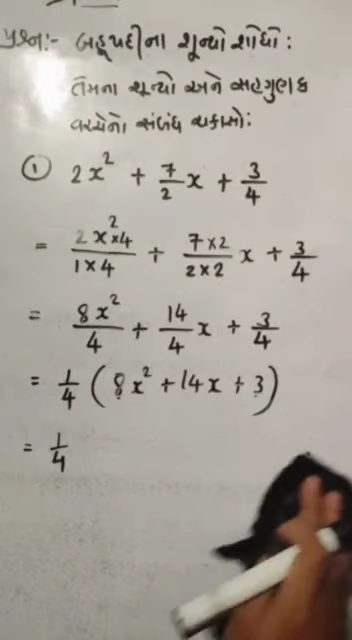 પ્રશ્ન:- બહુપદીના શૂન્યો શોધો:
તેમના શૂન્યો અને સહગુણક
વચ્ચેનો સંબંધ ચકાસો:
① 2x² + 7/2 x + 3/4
= 2x²×4/1×4 + 7×2/2×2 x + 3/4
= 8x²/4 + 14/4 x + 3/4
= 1/4 (8x² + 14x + 3)
= 1/4